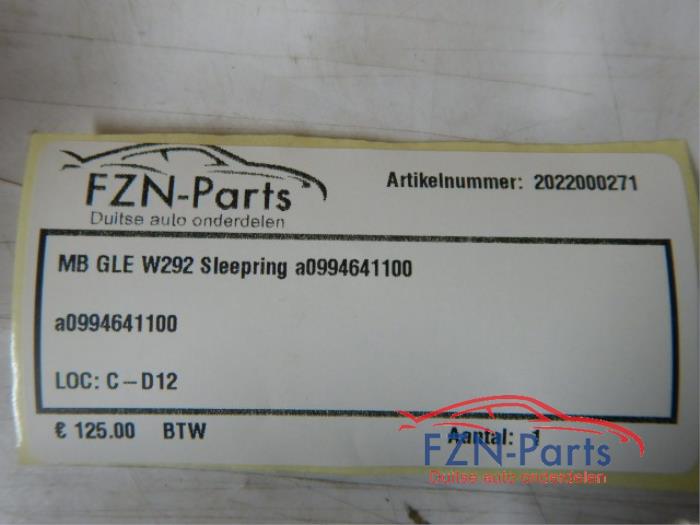 FZN-Parts
Duitse auto onderdelen
Artikelnummer: 2022000271
MB GLE W292 Sleepring a0994641100
a0994641100
LOC: C-D12
€ 125.00 BTW
Aantal: 1
FZN-Parts
Duitse auto onderdelen